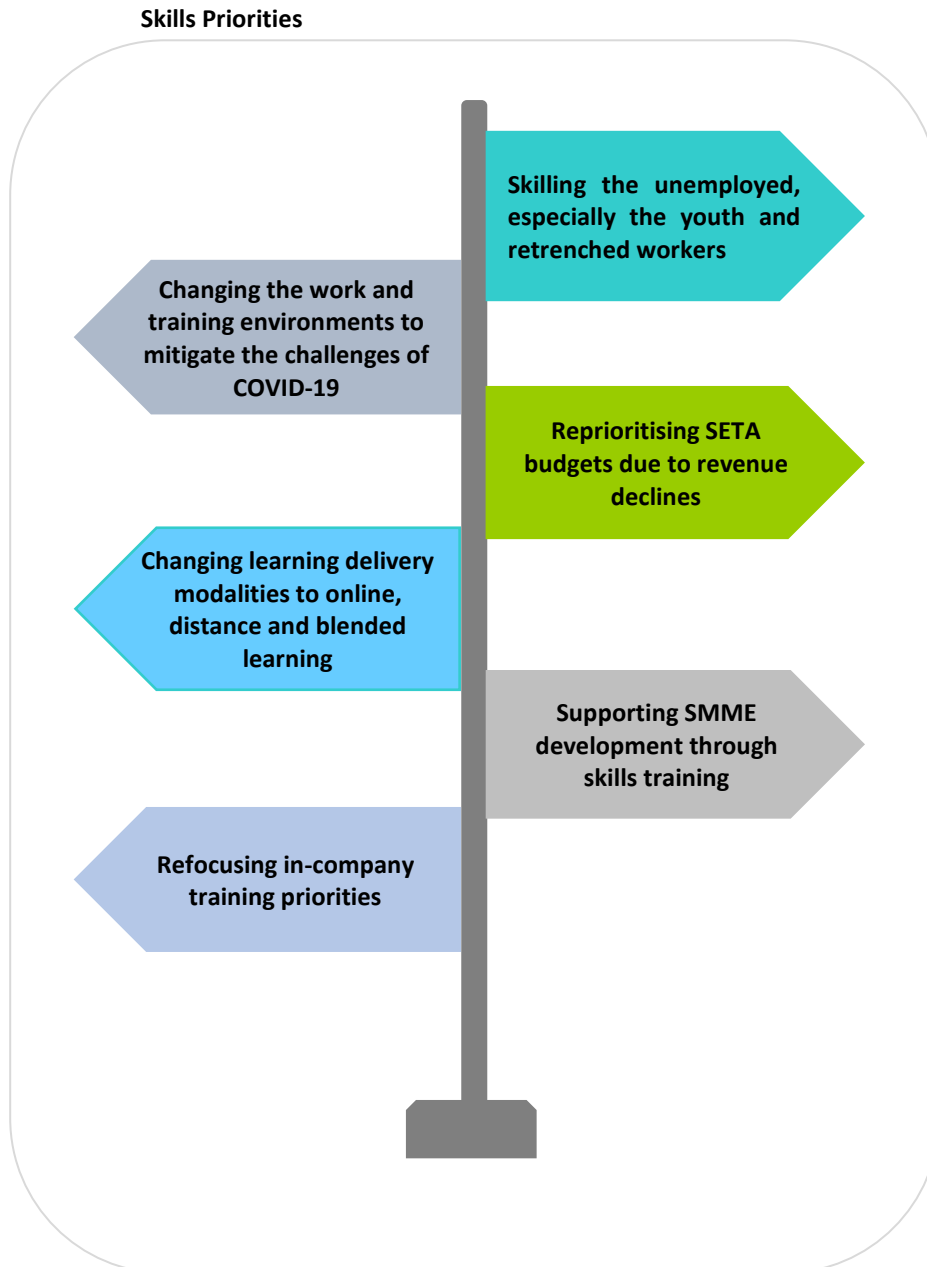 Skills Priorities
Skilling the unemployed,
especially the youth and
retrenched workers
Changing the work and
training environments to
mitigate the challenges of
COVID-19
Reprioritising SETA
budgets due to revenue
declines
Changing learning delivery
modalities to online,
distance and blended
learning
Supporting SMME
development through
skills training
Refocusing in-company
training priorities